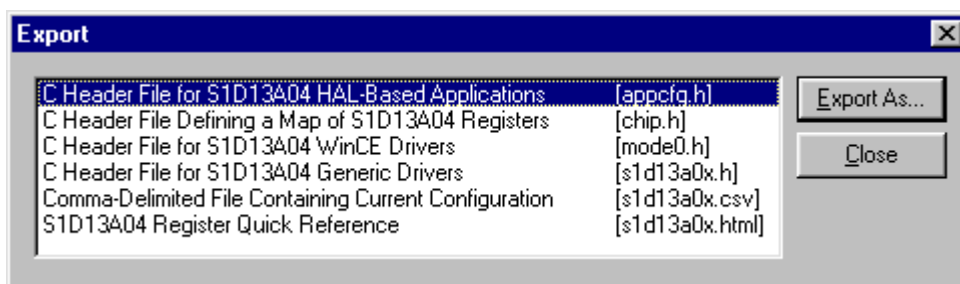 Export
C Header File for S1D13A04 HAL-Based Applications [appcfg.h]
C Header File Defining a Map of S1D13A04 Registers [chip.h]
C Header File for S1D13A04 WinCE Drivers [mode0.h]
C Header File for S1D13A04 Generic Drivers [s1d13a0x.h]
Comma-Delimited File Containing Current Configuration [s1d13a0x.csv]
S1D13A04 Register Quick Reference [s1d13a0x.html]
Export As...
Close